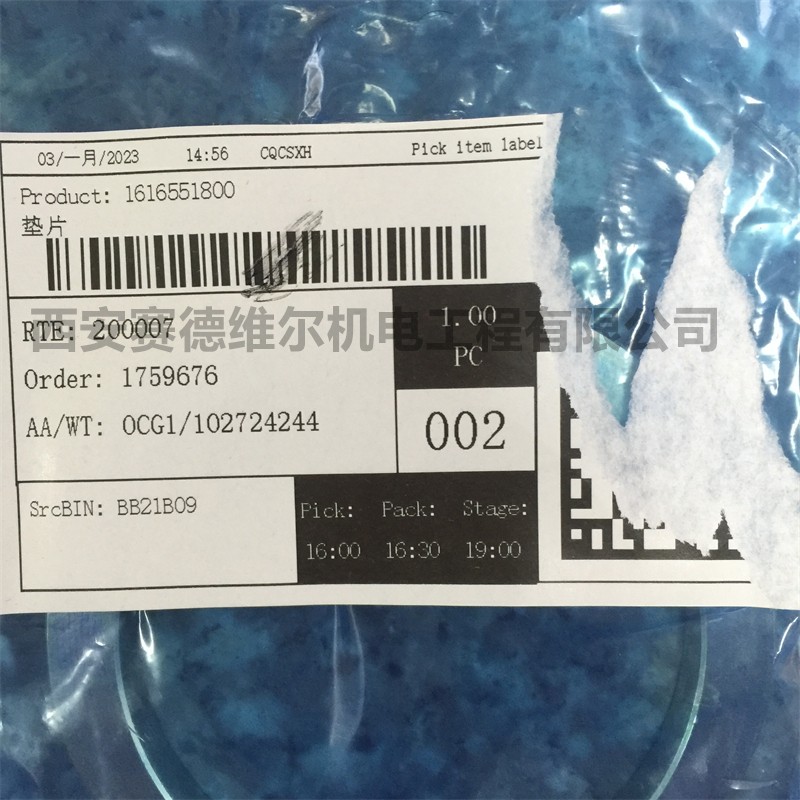 03/一月/2023 14:56 CQCSXH Pick item label
Product: 1616551800
垫片
西安赛德维尔机电工程有限公司
RTE: 200007
1.00
PC
Order: 1759676
AA/WT: OCG1/102724244
002
SrcBIN: BB21B09
Pick: Pack: Stage:
16:00 16:30 19:00